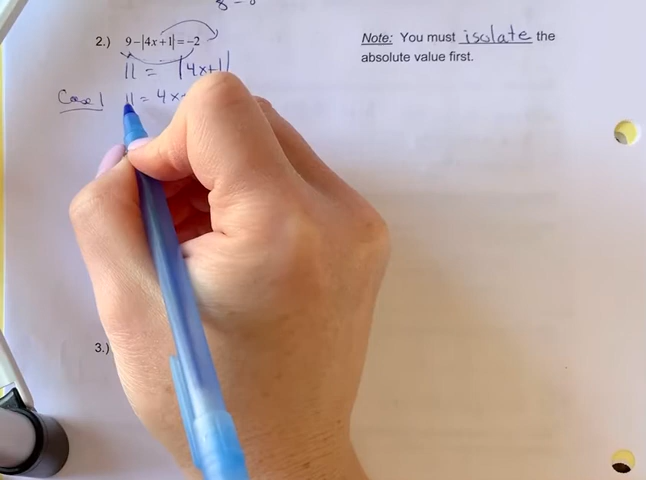 2.) 9−|4x+1|=−2
11 = |4x+1|
Case 1 11 = 4x
Note: You must isolate the
absolute value first.
3.)